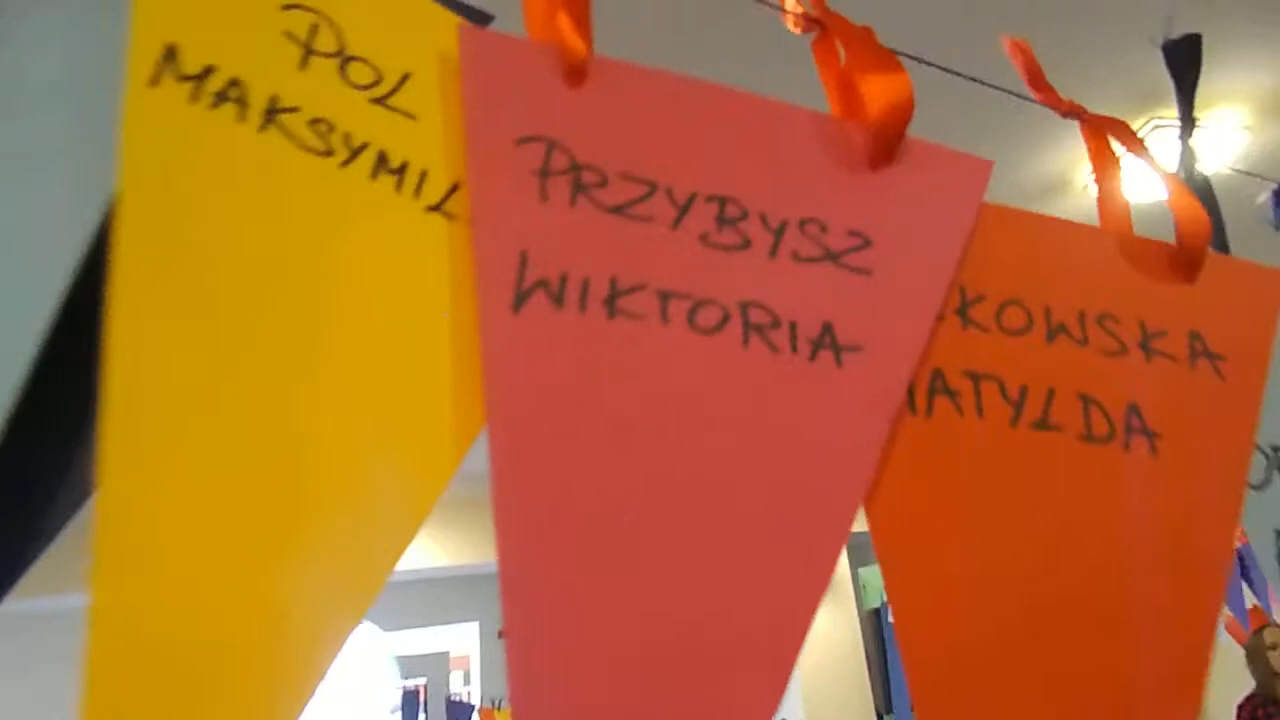 POL
MAKSYMIL
PRZYBYSZ
WIKTORIA
KOWSKA
ATYLDA